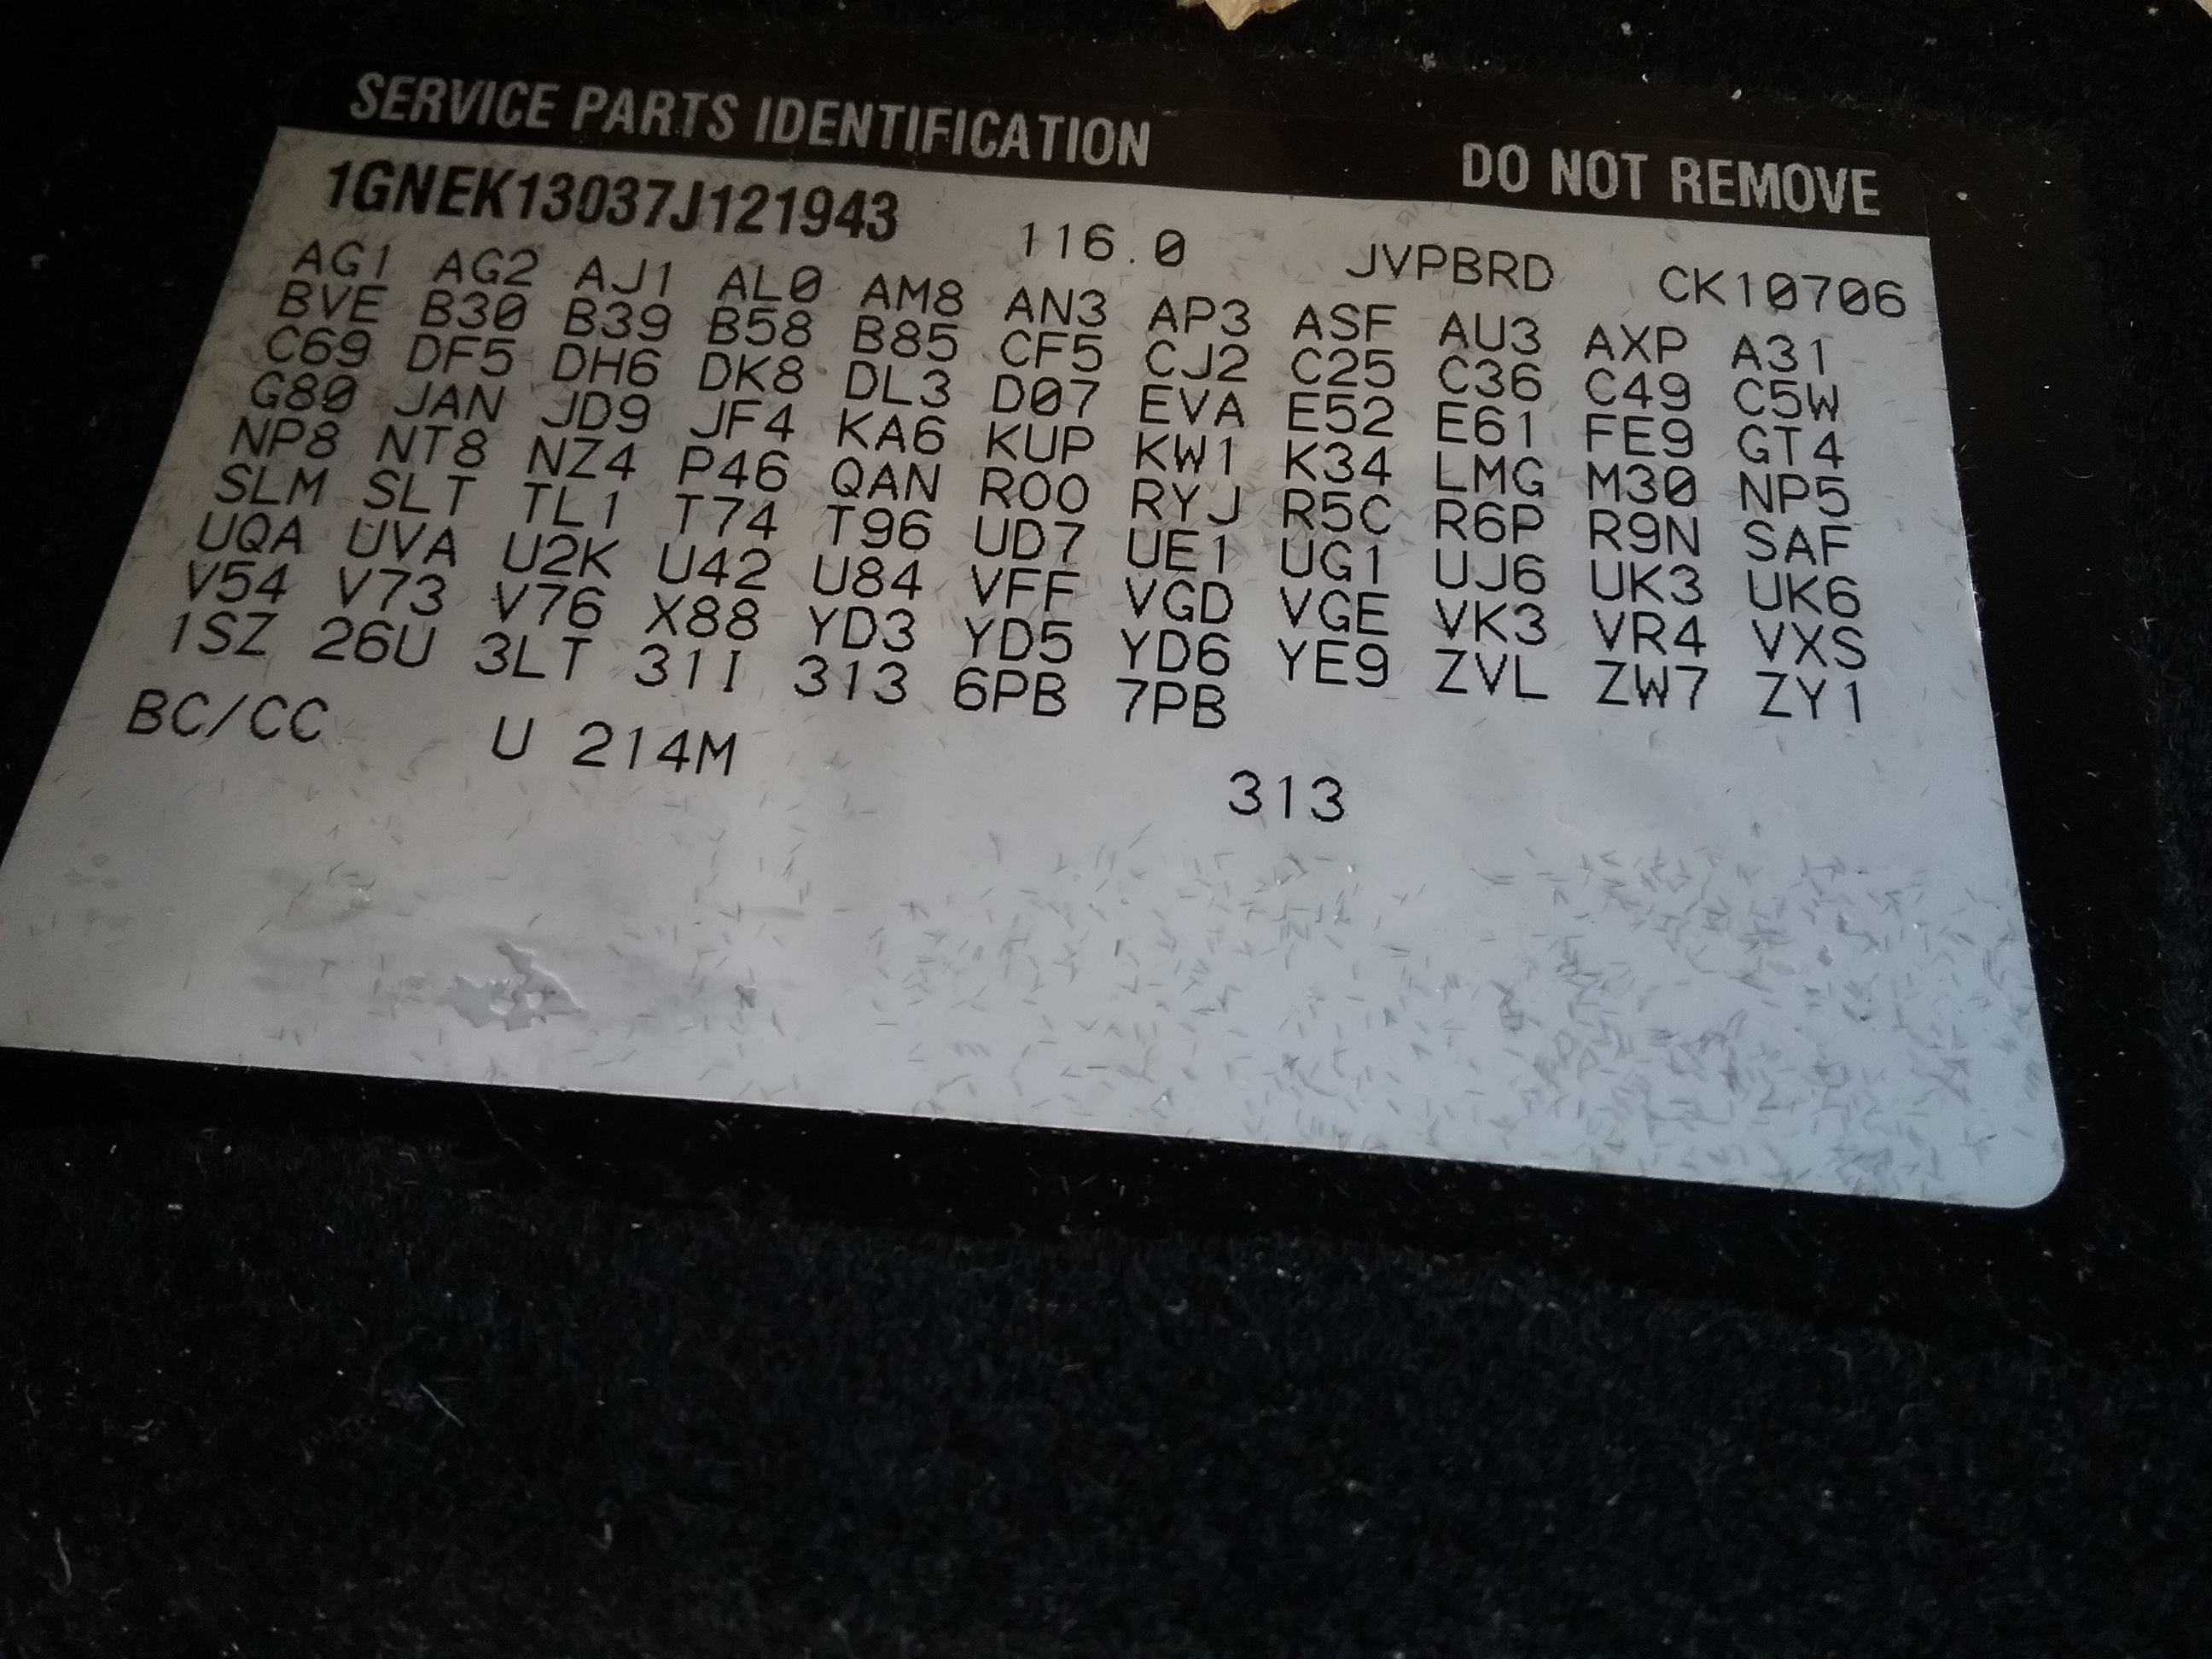 SERVICE PARTS IDENTIFICATION DO NOT REMOVE
1GNEK13037J121943 116.0 JVPBRD CK10706
AG1 AG2 AJ1 AL0 AM8 AN3 AP3 ASF AU3 AXP A31
BVE B30 B39 B58 B85 CF5 CJ2 C25 C36 C49 C5W
C69 DF5 DH6 DK8 DL3 D07 EVA E52 E61 FE9 GT4
G80 JAN JD9 JF4 KA6 KUP KW1 K34 LMG M30 NP5
NP8 NT8 NZ4 P46 QAN ROO RYJ R5C R6P R9N SAF
SLM SLT TL1 T74 T96 UD7 UE1 UG1 UJ6 UK3 UK6
UQA UVA U2K U42 U84 VFF VGD VGE VK3 VR4 VXS
V54 V73 V76 X88 YD3 YD5 YD6 YE9 ZVL ZW7 ZY1
1SZ 26U 3LT 31I 313 6PB 7PB
BC/CC U 214M 313